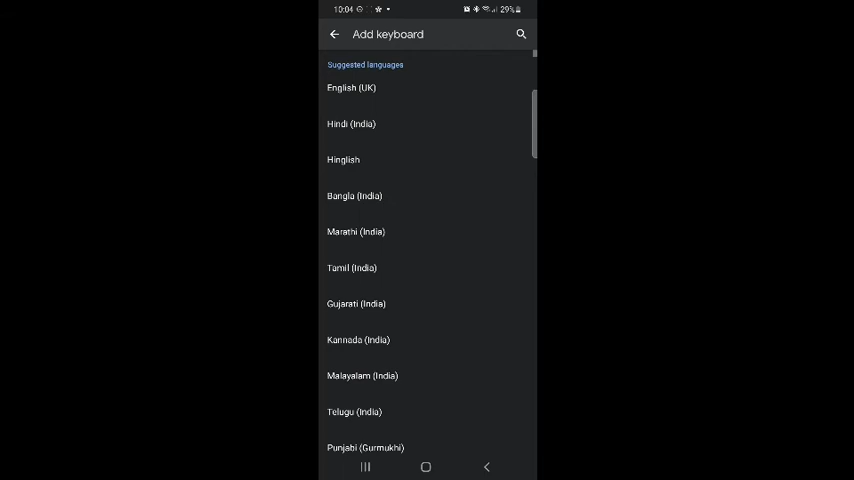 10:04
29%
Add keyboard
Suggested languages
English (UK)
Hindi (India)
Hinglish
Bangla (India)
Marathi (India)
Tamil (India)
Gujarati (India)
Kannada (India)
Malayalam (India)
Telugu (India)
Punjabi (Gurmukhi)